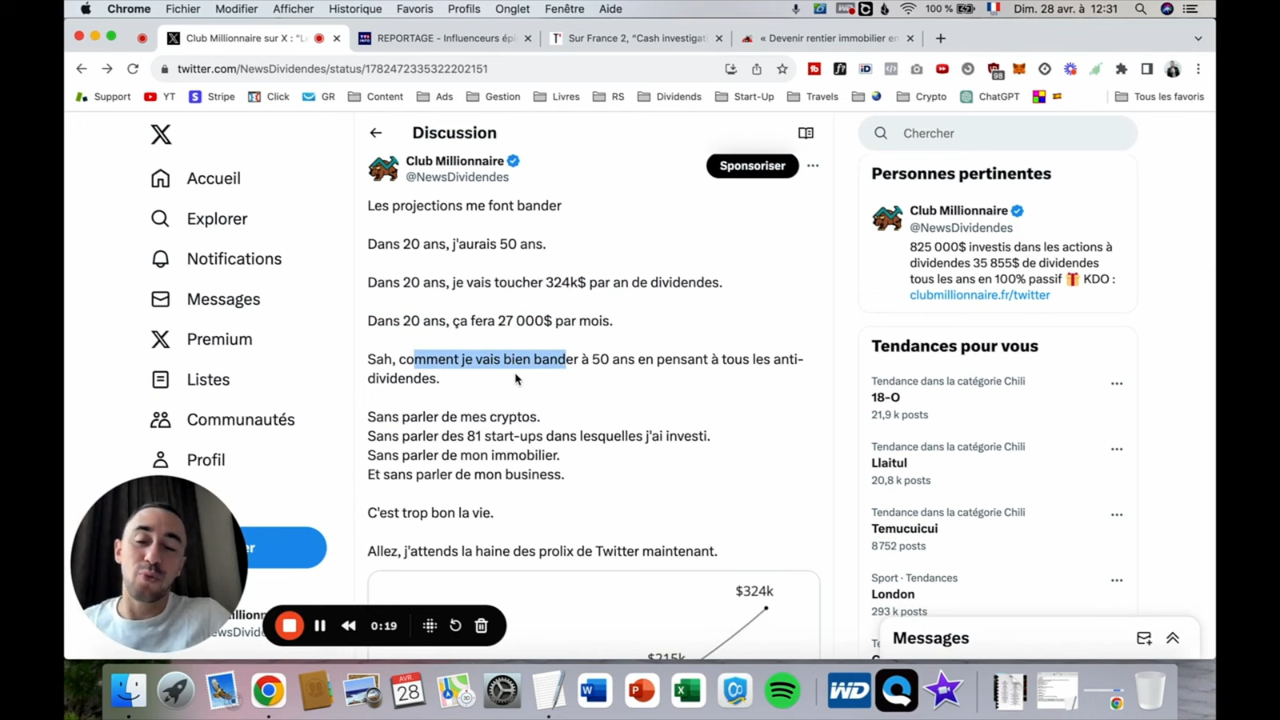 Chrome Fichier Modifier Afficher Historique Favoris Profils Onglet Fenêtre Aide
100 % Dim. 28 avr. à 12:31
Club Millionnaire sur X : "L
REPORTAGE - Influenceurs épi
Sur France 2, "Cash investigat
« Devenir rentier immobilier en
twitter.com/NewsDividendes/status/1782472335322202151
98
Support YT Stripe Click GR Content Ads Gestion Livres RS Dividends Start-Up Travels Crypto ChatGPT Tous les favoris
Accueil
Explorer
Notifications
Messages
Premium
Listes
Communautés
Profil
Discussion
Club Millionnaire
@NewsDividendes
Sponsoriser
Les projections me font bander
Dans 20 ans, j'aurais 50 ans.
Dans 20 ans, je vais toucher 324k$ par an de dividendes.
Dans 20 ans, ça fera 27 000$ par mois.
Sah, comment je vais bien bander à 50 ans en pensant à tous les anti-
dividendes.
Sans parler de mes cryptos.
Sans parler des 81 start-ups dans lesquelles j'ai investi.
Sans parler de mon immobilier.
Et sans parler de mon business.
C'est trop bon la vie.
Allez, j'attends la haine des prolix de Twitter maintenant.
$324k
$215k
Chercher
Personnes pertinentes
Club Millionnaire
@NewsDividendes
825 000$ investis dans les actions à
dividendes 35 855$ de dividendes
tous les ans en 100% passif 🎁 KDO :
clubmillionnaire.fr/twitter
Tendances pour vous
Tendance dans la catégorie Chili
18-O
21,9 k posts
Tendance dans la catégorie Chili
Llaitul
20,8 k posts
Tendance dans la catégorie Chili
Temucuicui
8 752 posts
Sport · Tendances
London
293 k posts
Messages
0:19
AVR.
28
WD